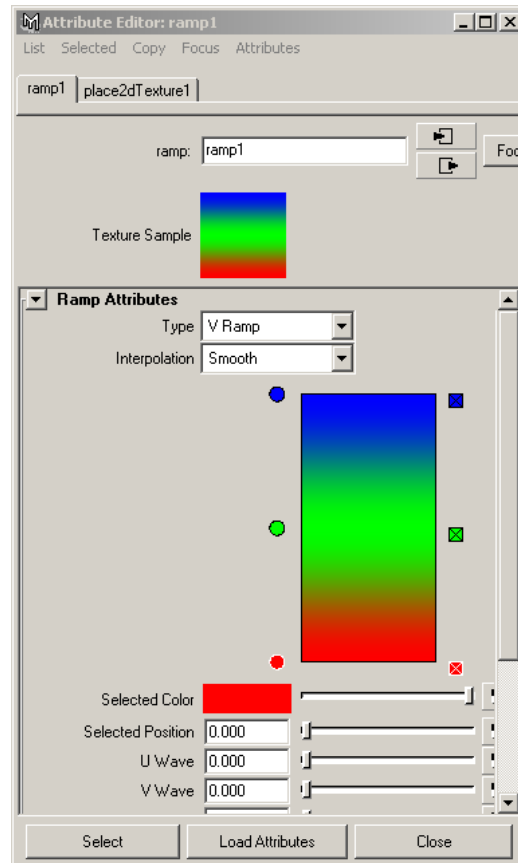 Attribute Editor: ramp1
List Selected Copy Focus Attributes
ramp1 place2dTexture1
ramp: ramp1
Foc
Texture Sample
Ramp Attributes
Type V Ramp
Interpolation Smooth
Selected Color
Selected Position 0.000
U Wave 0.000
V Wave 0.000
Select Load Attributes Close